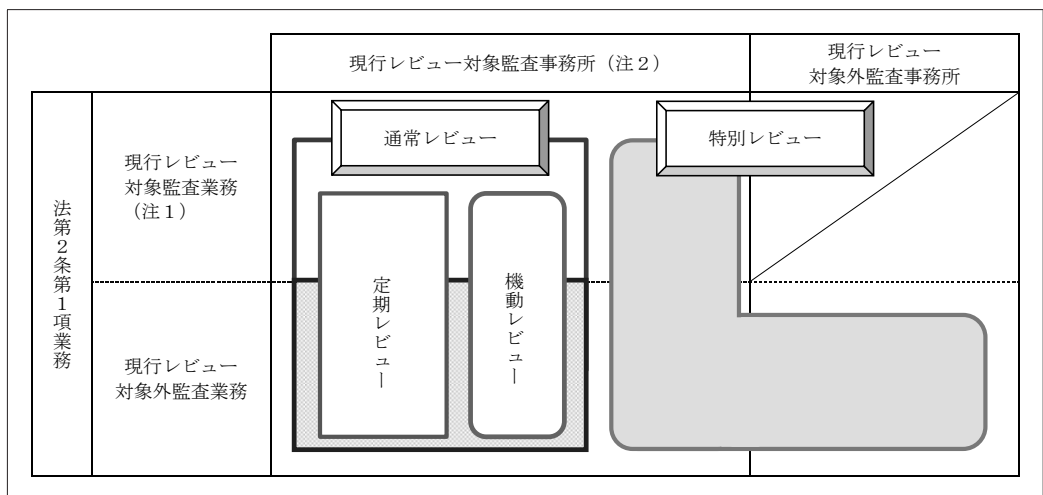 現行レビュー対象監査事務所（注２）
現行レビュー
対象外監査事務所
法第２条第１項業務
現行レビュー
対象監査業務
（注１）
通常レビュー
特別レビュー
定期レビュー
機動レビュー
現行レビュー
対象外監査業務